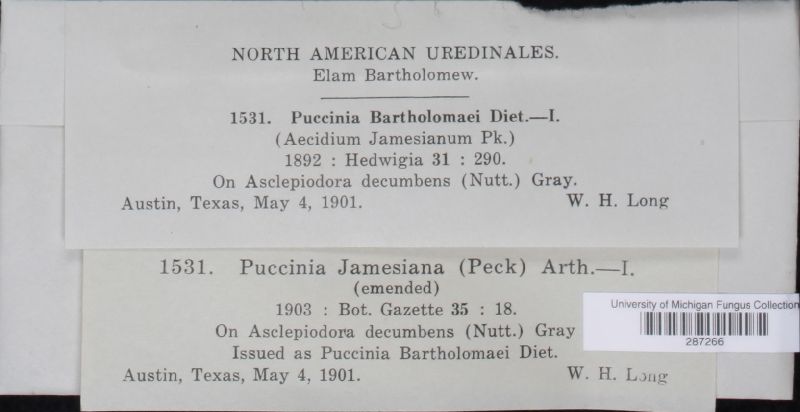 NORTH AMERICAN UREDINALES.
Elam Bartholomew.
1531. Puccinia Bartholomaei Diet.—I.
(Aecidium Jamesianum Pk.)
1892 : Hedwigia 31 : 290.
On Asclepiodora decumbens (Nutt.) Gray.
Austin, Texas, May 4, 1901. W. H. Long
1531. Puccinia Jamesiana (Peck) Arth.—I.
(emended)
1903 : Bot. Gazette 35 : 18.
On Asclepiodora decumbens (Nutt.) Gray
Issued as Puccinia Bartholomaei Diet.
Austin, Texas, May 4, 1901. W. H. Long
University of Michigan Fungus Collection
287266